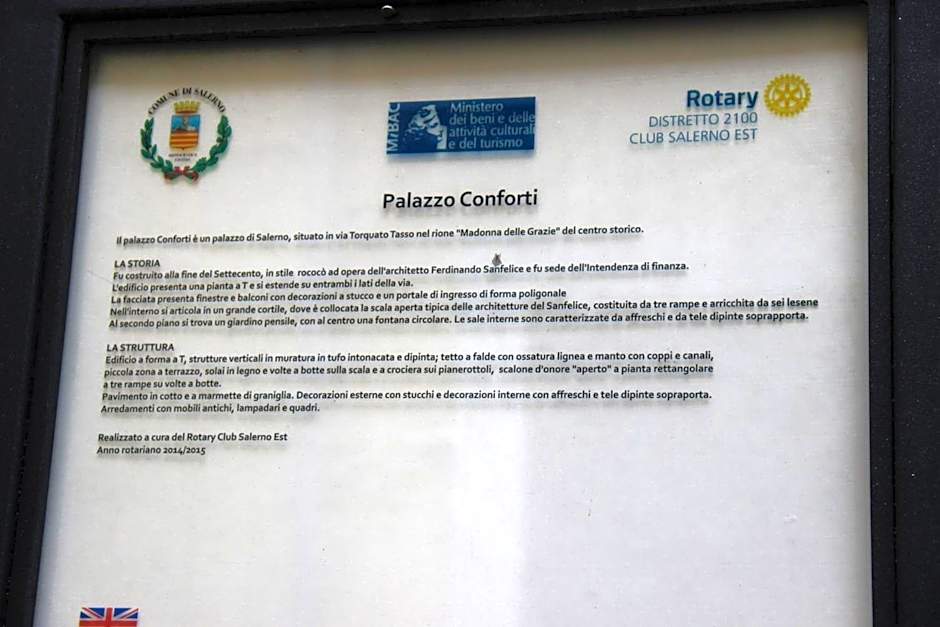 COMUNE DI SALERNO
MiBAC
Ministero
dei beni e delle
attività culturali
e del turismo
Rotary
DISTRETTO 2100
CLUB SALERNO EST
Palazzo Conforti
Il palazzo Conforti è un palazzo di Salerno, situato in via Torquato Tasso nel rione "Madonna delle Grazie" del centro storico.
LA STORIA
Fu costruito alla fine del Settecento, in stile rococò ad opera dell'architetto Ferdinando Sanfelice e fu sede dell'Intendenza di finanza.
L'edificio presenta una pianta a T e si estende su entrambi i lati della via.
La facciata presenta finestre e balconi con decorazioni a stucco e un portale di ingresso di forma poligonale
Nell'interno si articola in un grande cortile, dove è collocata la scala aperta tipica delle architetture del Sanfelice, costituita da tre rampe e arricchita da sei lesene
Al secondo piano si trova un giardino pensile, con al centro una fontana circolare. Le sale interne sono caratterizzate da affreschi e da tele dipinte soprapporta.
LA STRUTTURA
Edificio a forma a T, strutture verticali in muratura in tufo intonacata e dipinta; tetto a falde con ossatura lignea e manto con coppi e canali,
piccola zona a terrazzo, solai in legno e volte a botte sulla scala e a crociera sui pianerottoli, scalone d'onore "aperto" a pianta rettangolare
a tre rampe su volte a botte.
Pavimento in cotto e a marmette di graniglia. Decorazioni esterne con stucchi e decorazioni interne con affreschi e tele dipinte sopraporta.
Arredamenti con mobili antichi, lampadari e quadri.
Realizzato a cura del Rotary Club Salerno Est
Anno rotariano 2014/2015